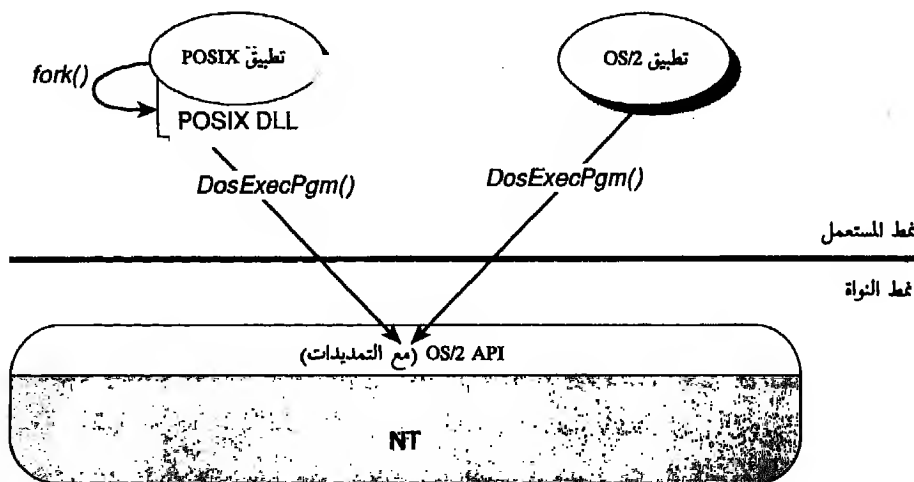 تطبيق POSIX
تطبيق OS/2
fork()
POSIX DLL
DosExecPgm()
DosExecPgm()
نمط المستعمل
نمط النواة
OS/2 API (مع التمديدات)
NT